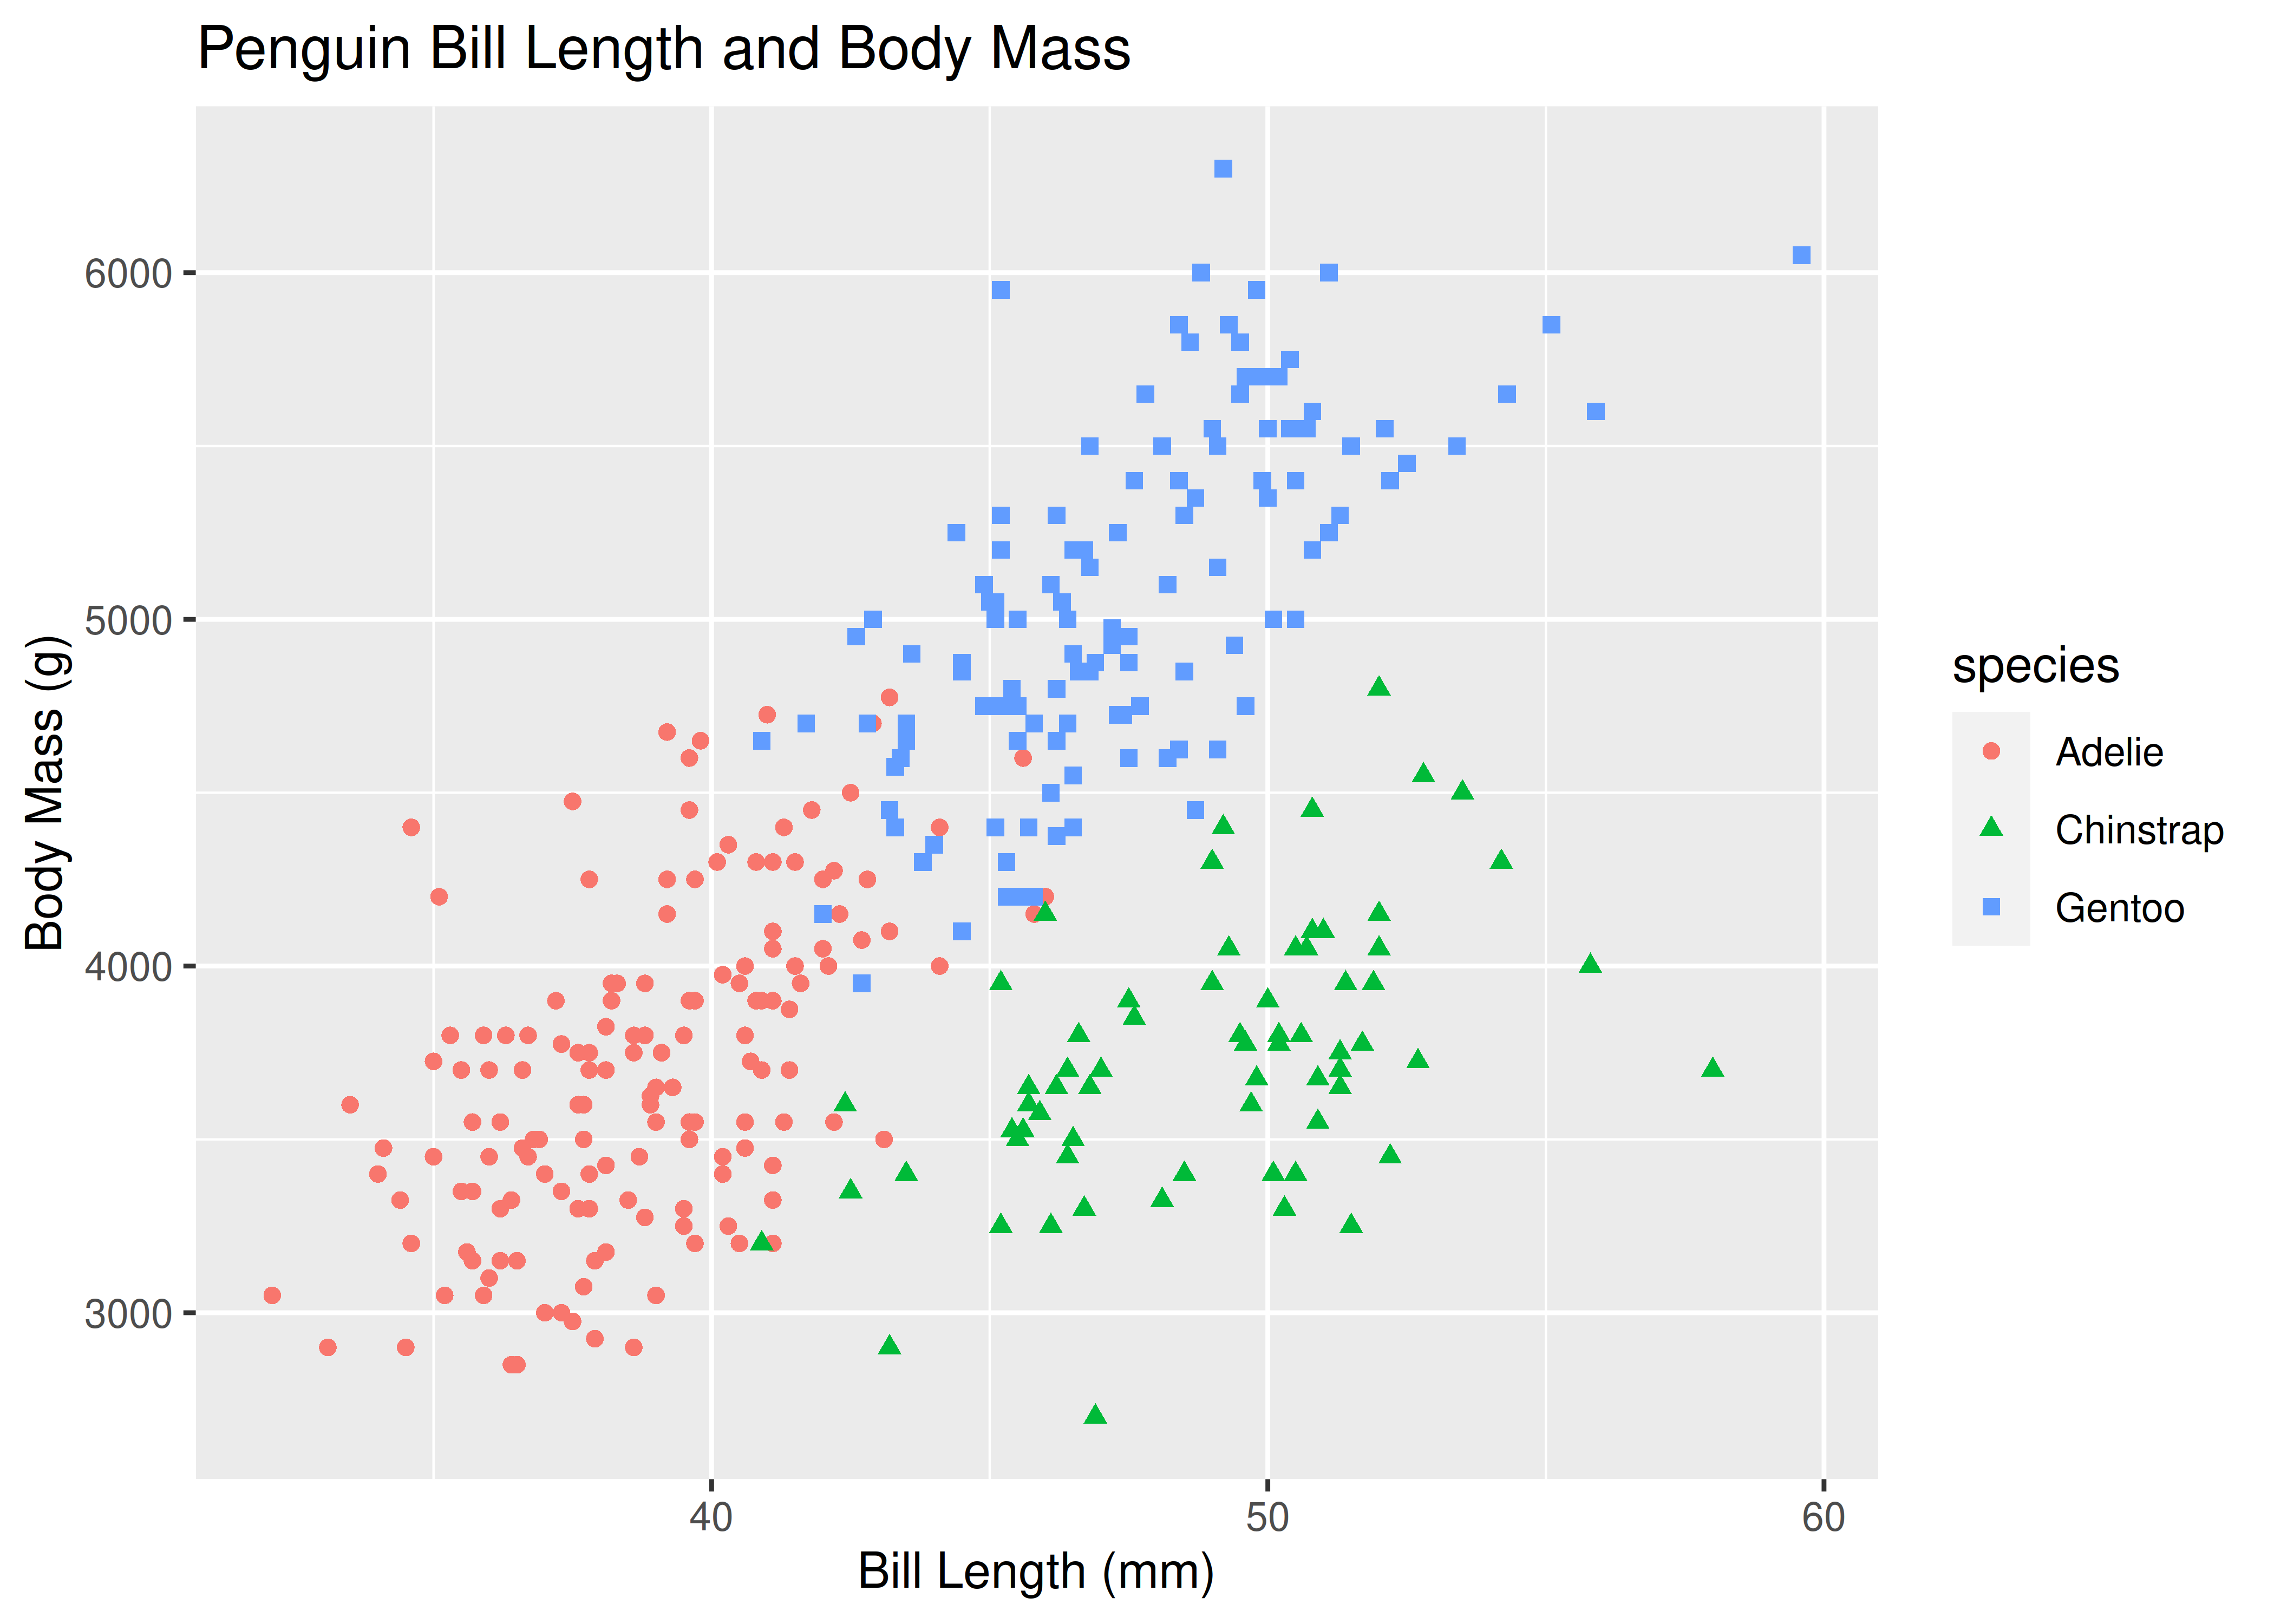 Penguin Bill Length and Body Mass
6000
5000
4000
3000
Body Mass (g)
40 50 60
Bill Length (mm)
species
Adelie
Chinstrap
Gentoo